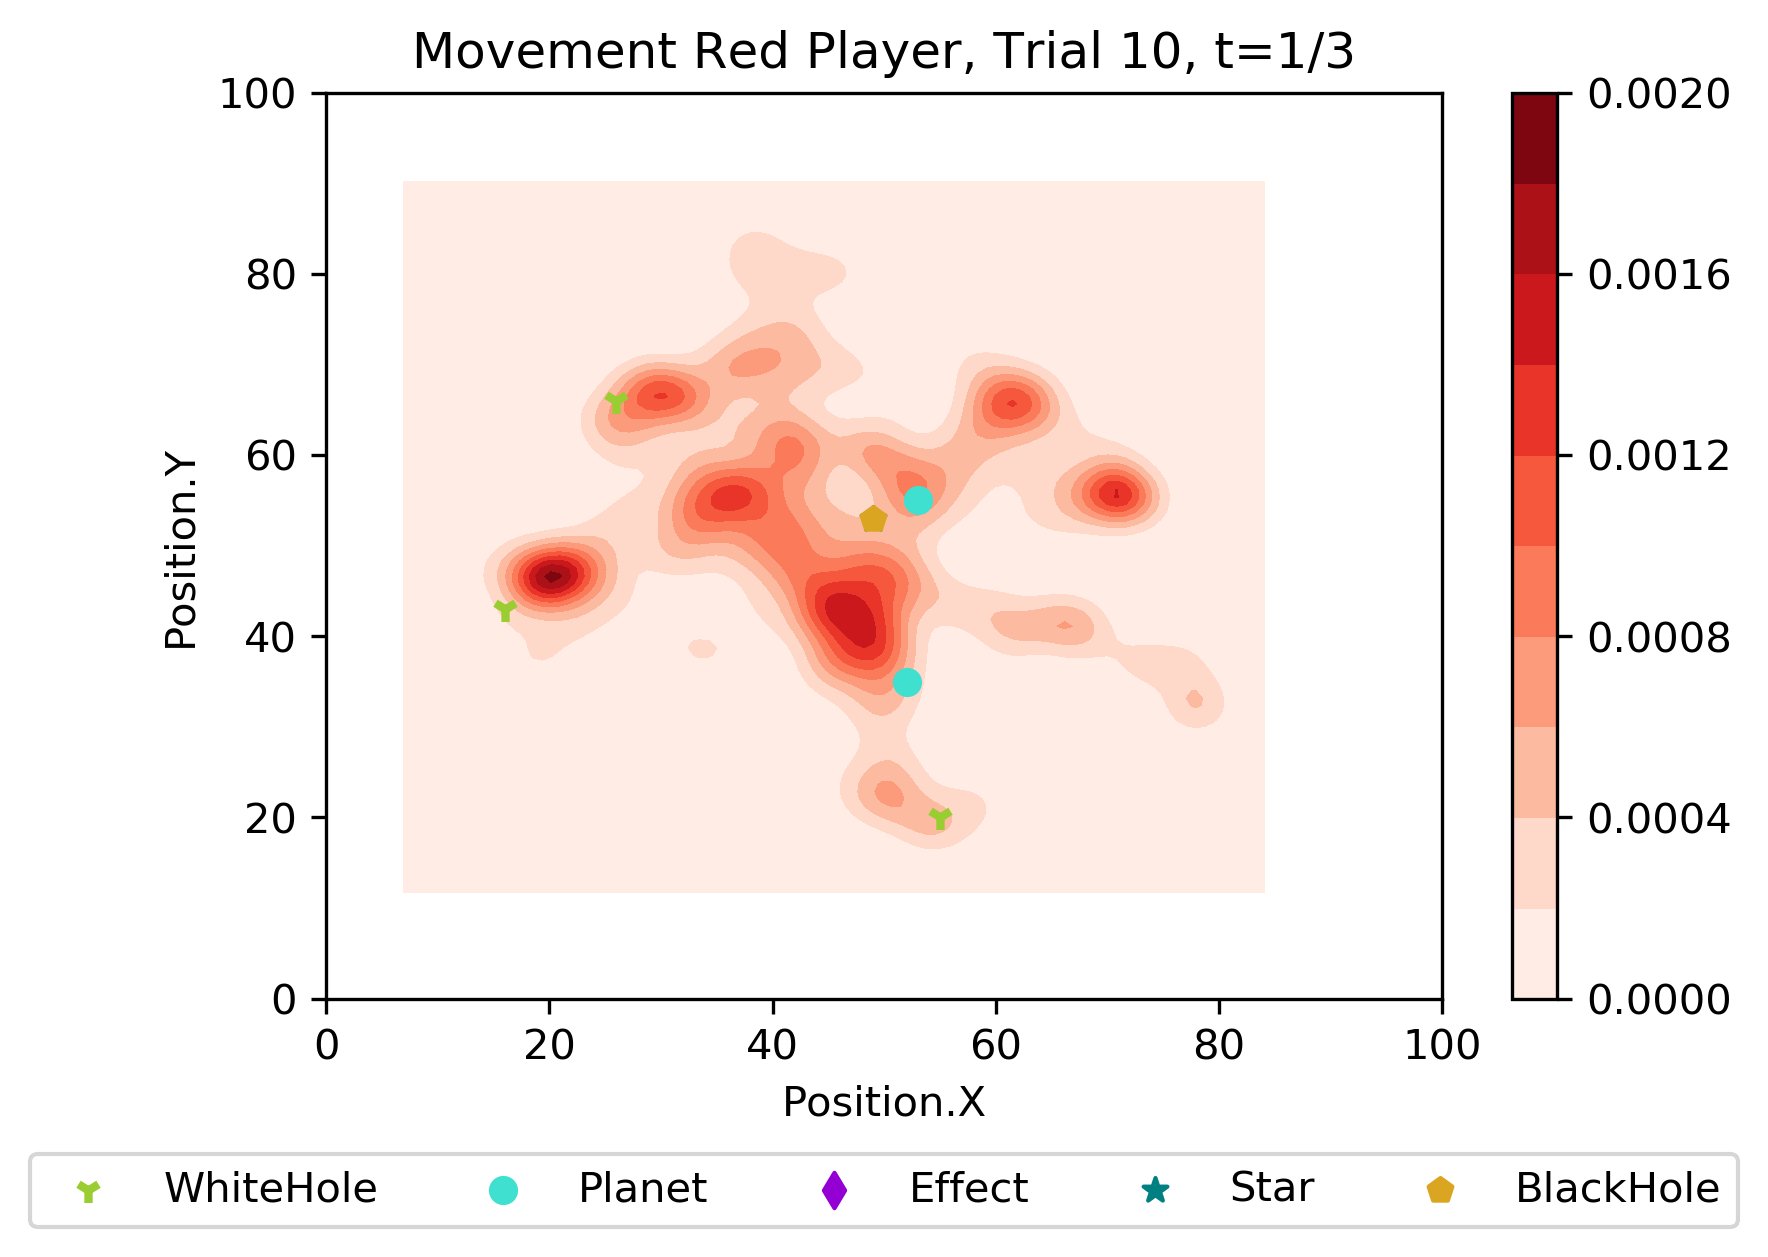 Movement Red Player, Trial 10, t=1/3
100
80
60
40
20
0
Position.Y
0 20 40 60 80 100
Position.X
0.0020
0.0016
0.0012
0.0008
0.0004
0.0000
WhiteHole Planet Effect Star BlackHole